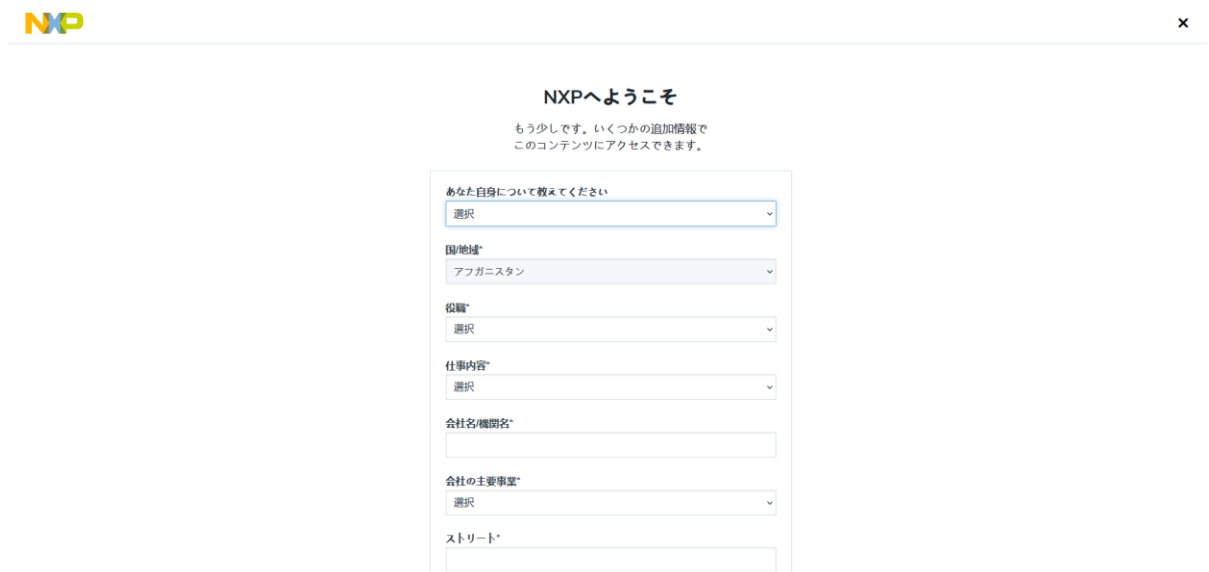 NXP
×
NXPへようこそ
もう少しです。いくつかの追加情報で
このコンテンツにアクセスできます。
あなた自身について教えてください
選択
国/地域*
アフガニスタン
役職*
選択
仕事内容*
選択
会社名/機関名*
会社の主要事業*
選択
ストリート*